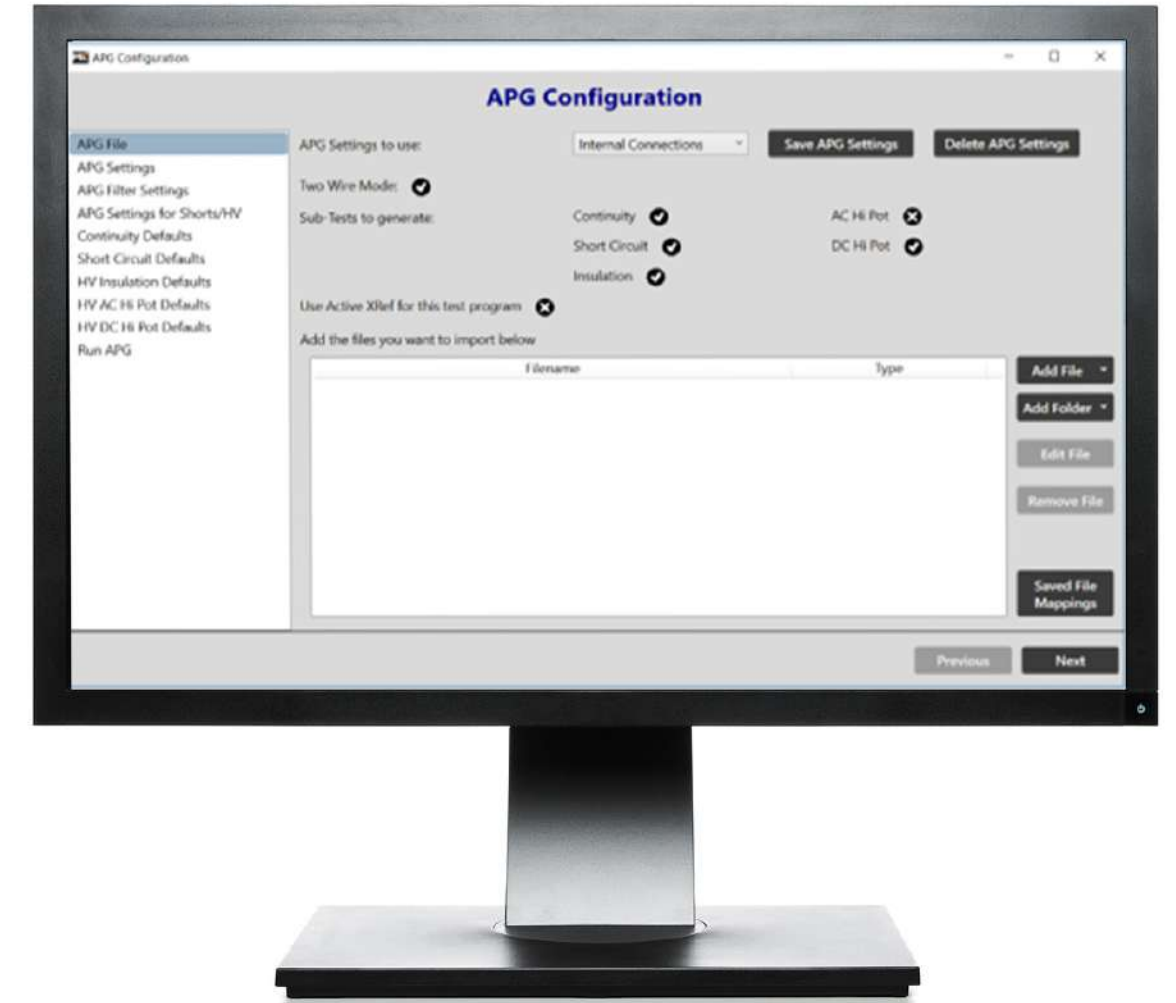 APG Configuration
APG Configuration
APG File
APG Settings
APG Filter Settings
APG Settings for Shorts/HV
Continuity Defaults
Short Circuit Defaults
HV Insulation Defaults
HV AC Hi Pot Defaults
HV DC Hi Pot Defaults
Run APG
APG Settings to use: Internal Connections Save APG Settings Delete APG Settings
Two Wire Mode:
Sub-Tests to generate: Continuity AC Hi Pot
Short Circuit DC Hi Pot
Insulation
Use Active XRef for this test program
Add the files you want to import below
Filename Type
Add File
Add Folder
Edit File
Remove File
Saved File
Mappings
Previous Next